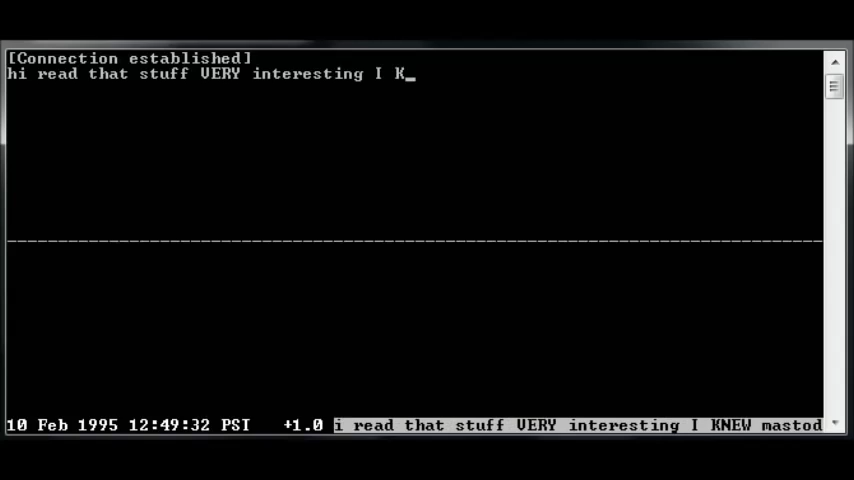 [Connection established]
hi read that stuff VERY interesting I K_
10 Feb 1995 12:49:32 PSI +1.0 i read that stuff VERY interesting I KNEW mastod